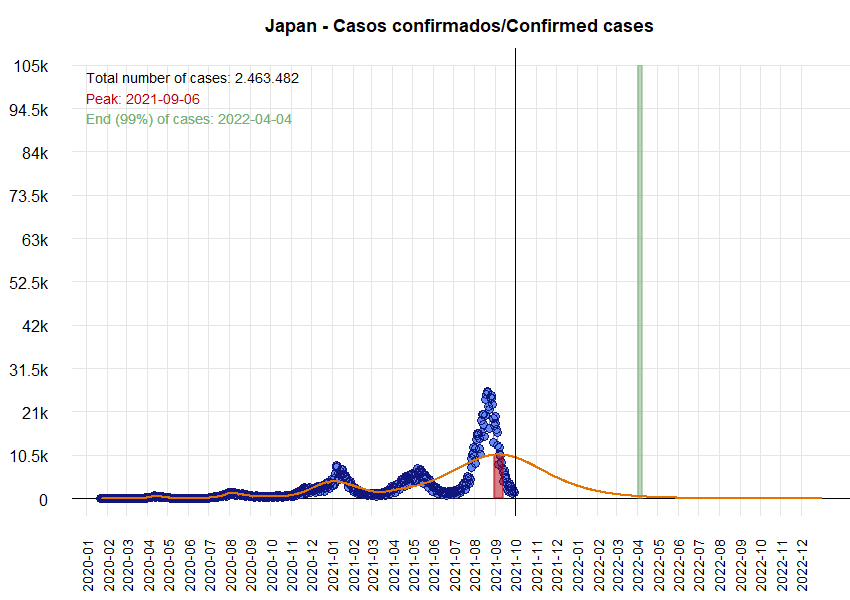 Japan - Casos confirmados/Confirmed cases
105k
94.5k
84k
73.5k
63k
52.5k
42k
31.5k
21k
10.5k
0
Total number of cases: 2.463.482
Peak: 2021-09-06
End (99%) of cases: 2022-04-04
2020-01
2020-02
2020-03
2020-04
2020-05
2020-06
2020-07
2020-08
2020-09
2020-10
2020-11
2020-12
2021-01
2021-02
2021-03
2021-04
2021-05
2021-06
2021-07
2021-08
2021-09
2021-10
2021-11
2021-12
2022-01
2022-02
2022-03
2022-04
2022-05
2022-06
2022-07
2022-08
2022-09
2022-10
2022-11
2022-12